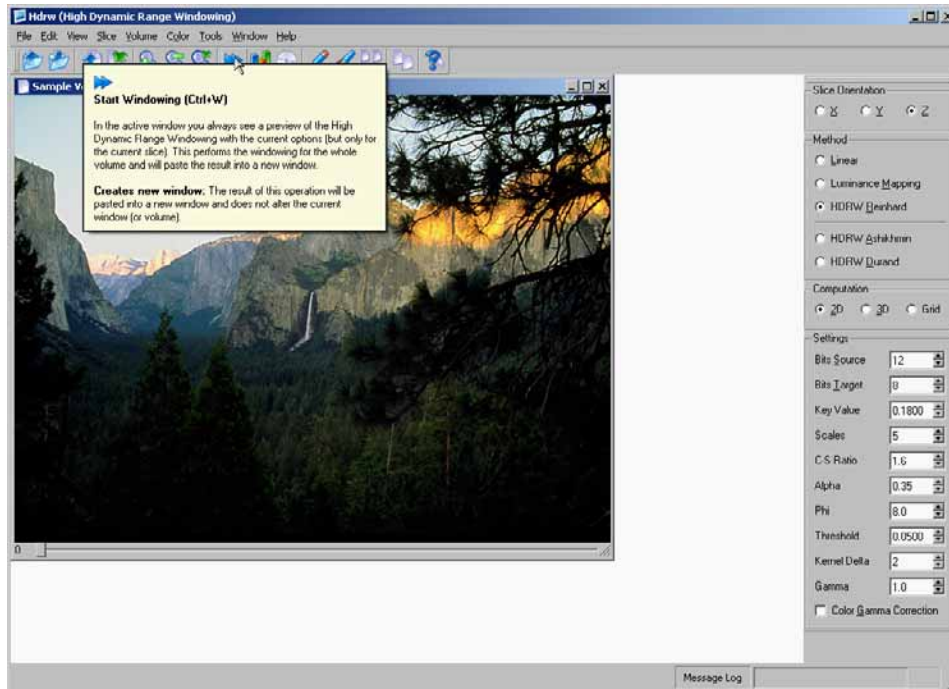 Hdrw (High Dynamic Range Windowing)
File Edit View Slice Volume Color Tools Window Help
Sample V
Start Windowing (Ctrl+W)
In the active window you always see a preview of the High
Dynamic Range Windowing with the current options (but only for
the current slice). This performs the windowing for the whole
volume and will paste the result into a new window.
Creates new window: The result of this operation will be
pasted into a new window and does not alter the current
window (or volume).
0
Slice Orientation
X Y Z
Method
Linear
Luminance Mapping
HDRW Reinhard
HDRW Ashikhmin
HDRW Durand
Computation
2D 3D Grid
Settings
Bits Source 12
Bits Target 8
Key Value 0.1800
Scales 5
C-S Ratio 1.6
Alpha 0.35
Phi 8.0
Threshold 0.0500
Kernel Delta 2
Gamma 1.0
Color Gamma Correction
Message Log